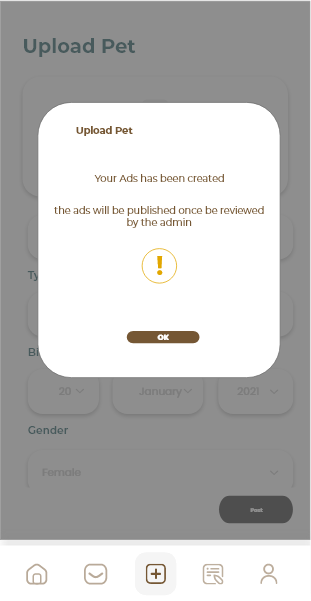 Upload Pet
Upload Pet
Your Ads has been created
the ads will be published once be reviewed
by the admin
!
OK
Ty
Bi
20 Jonuary 2021
Gender
Female
Post